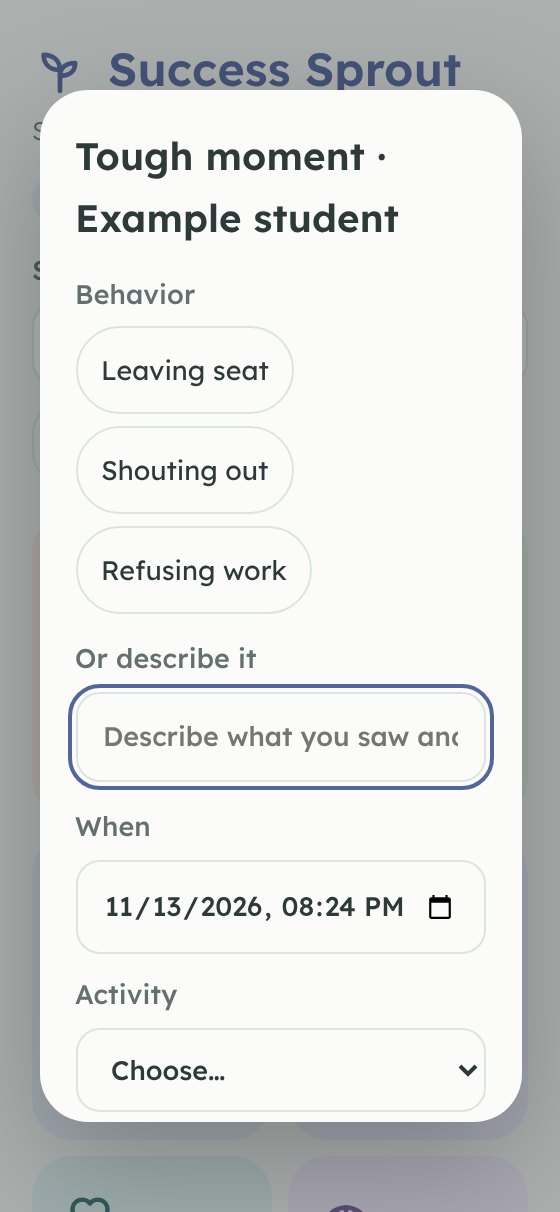 Success Sprout
Tough moment ·
Example student
Behavior
Leaving seat
Shouting out
Refusing work
Or describe it
Describe what you saw and
When
11/13/2026, 08:24 PM
Activity
Choose…